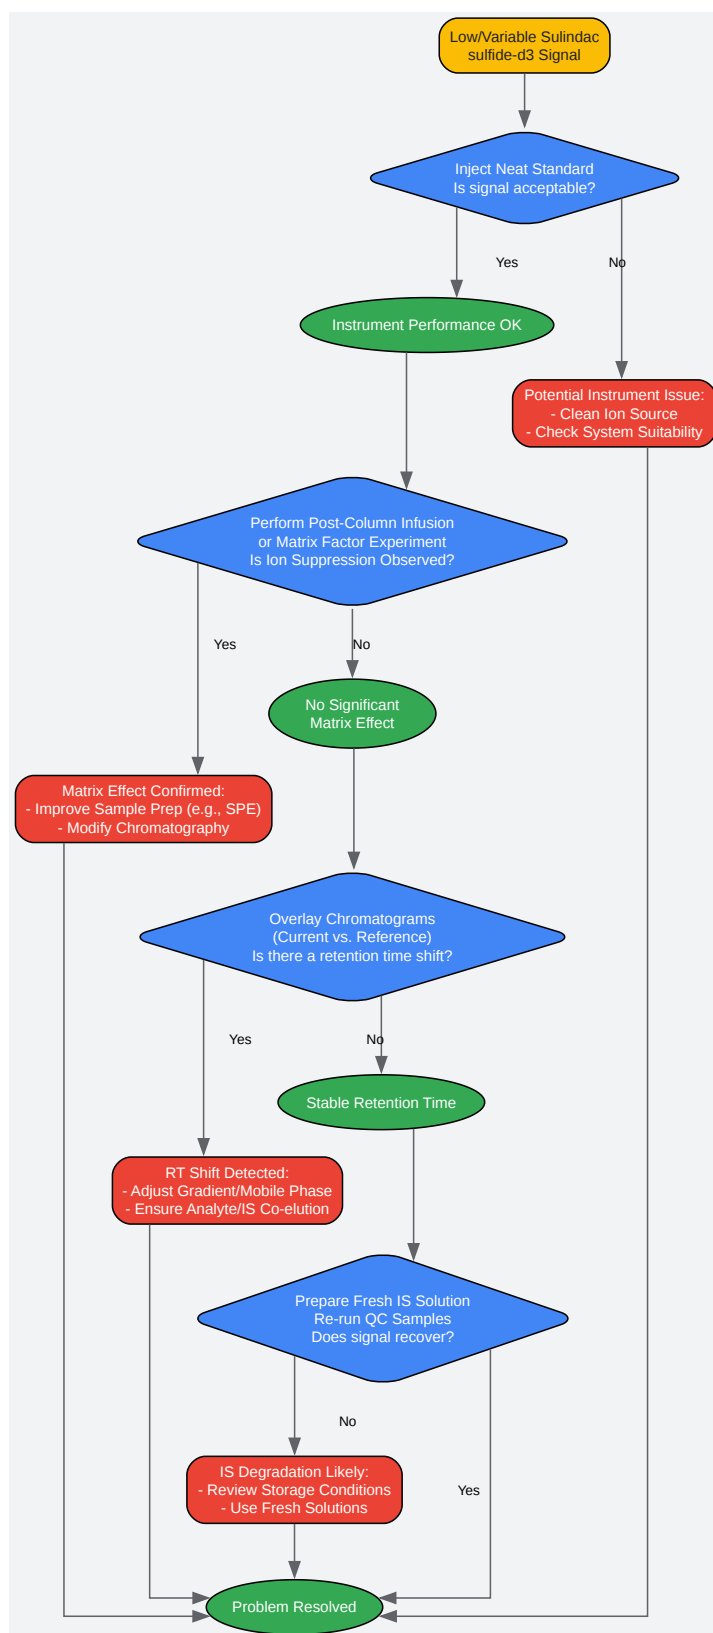 Low/Variable Sulindac
sulfide-d3 Signal
Inject Neat Standard
Is signal acceptable?
Yes
No
Instrument Performance OK
Potential Instrument Issue:
- Clean Ion Source
- Check System Suitability
Perform Post-Column Infusion
or Matrix Factor Experiment
Is Ion Suppression Observed?
Yes
No
No Significant
Matrix Effect
Matrix Effect Confirmed:
- Improve Sample Prep (e.g., SPE)
- Modify Chromatography
Overlay Chromatograms
(Current vs. Reference)
Is there a retention time shift?
Yes
No
Stable Retention Time
RT Shift Detected:
- Adjust Gradient/Mobile Phase
- Ensure Analyte/IS Co-elution
Prepare Fresh IS Solution
Re-run QC Samples
Does signal recover?
No
IS Degradation Likely:
- Review Storage Conditions
- Use Fresh Solutions
Yes
Problem Resolved